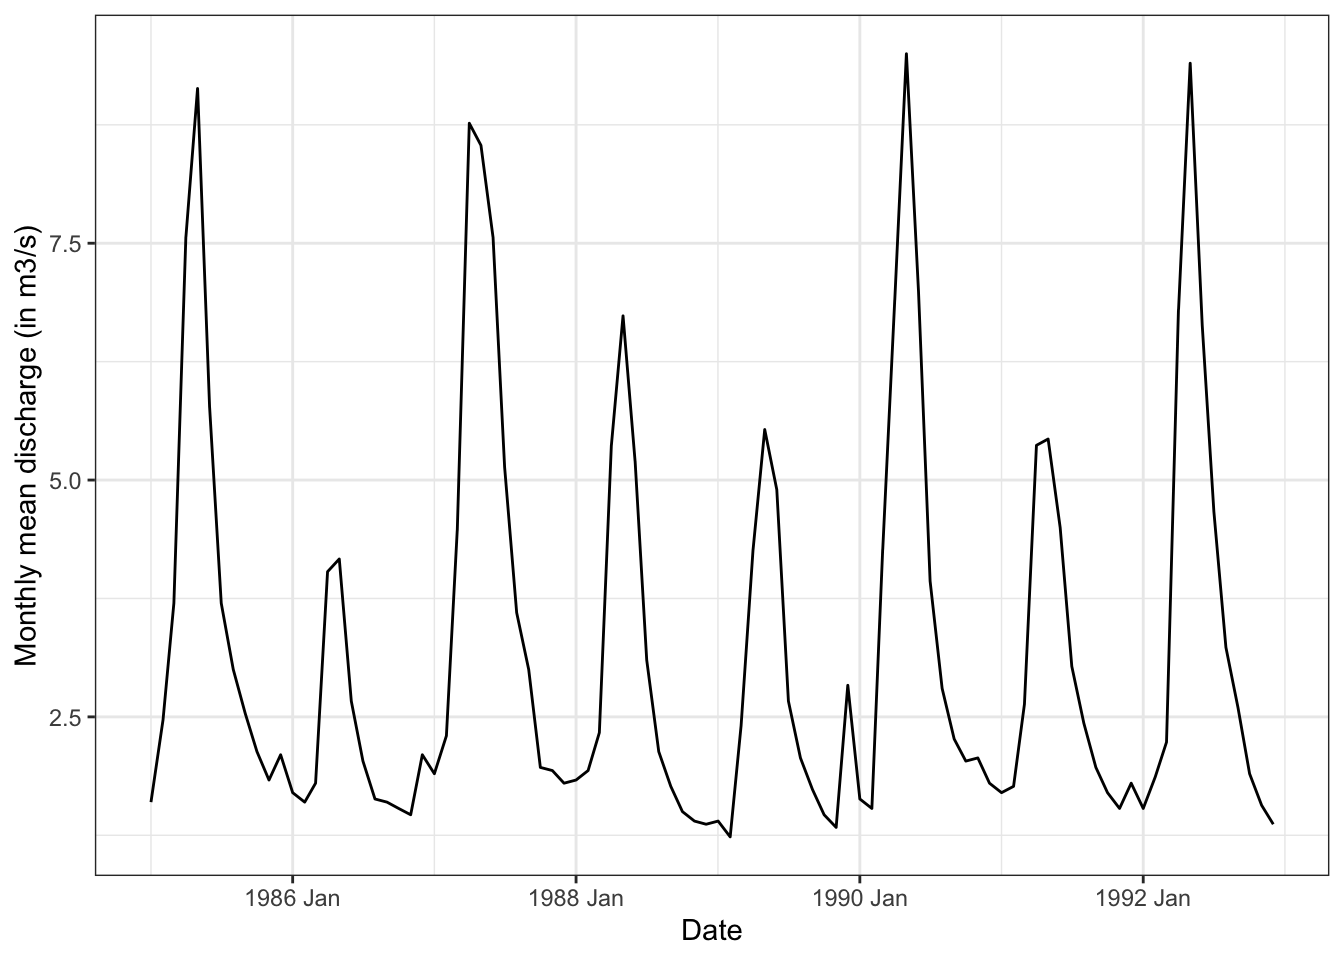 Monthly mean discharge (in m3/s)
7.5
5.0
2.5
1986 Jan
1988 Jan
1990 Jan
1992 Jan
Date